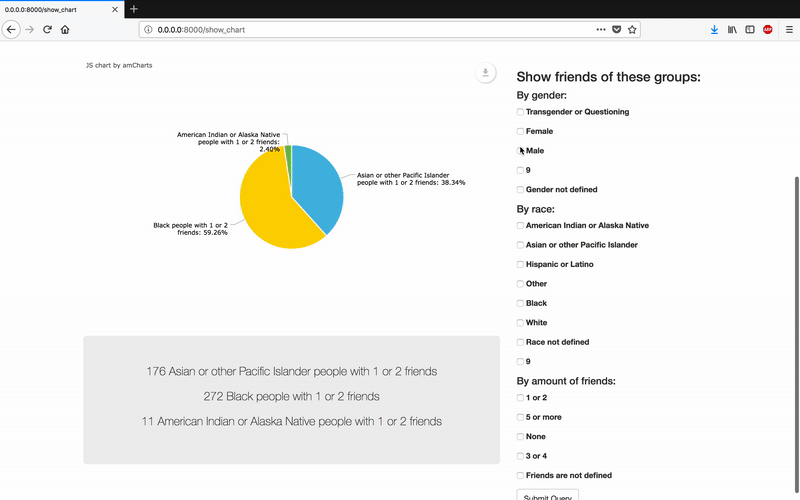 0.0.0.0:8000/show_chart
0.0.0.0:8000/show_chart
ABP
JS chart by amCharts
American Indian or Alaska Native
people with 1 or 2 friends:
2.40%
Asian or other Pacific Islander
people with 1 or 2 friends: 38.34%
Black people with 1 or 2
friends: 59.26%
176 Asian or other Pacific Islander people with 1 or 2 friends
272 Black people with 1 or 2 friends
11 American Indian or Alaska Native people with 1 or 2 friends
Show friends of these groups:
By gender:
Transgender or Questioning
Female
Male
9
Gender not defined
By race:
American Indian or Alaska Native
Asian or other Pacific Islander
Hispanic or Latino
Other
Black
White
Race not defined
9
By amount of friends:
1 or 2
5 or more
None
3 or 4
Friends are not defined
Submit Query